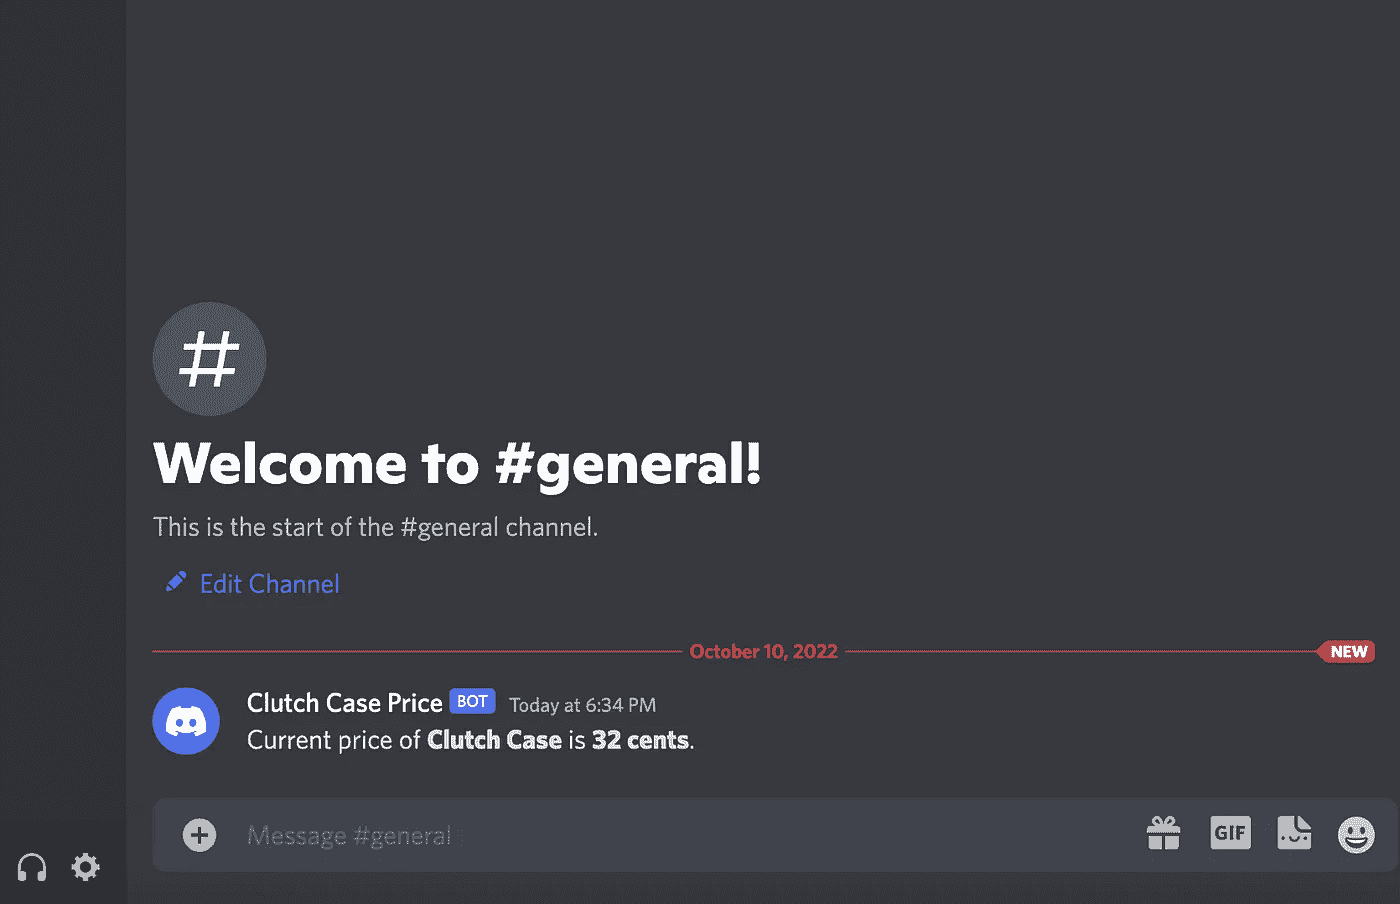 Welcome to #general!
This is the start of the #general channel.
Edit Channel
October 10, 2022 NEW
Clutch Case Price BOT Today at 6:34 PM
Current price of Clutch Case is 32 cents.
Message #general GIF